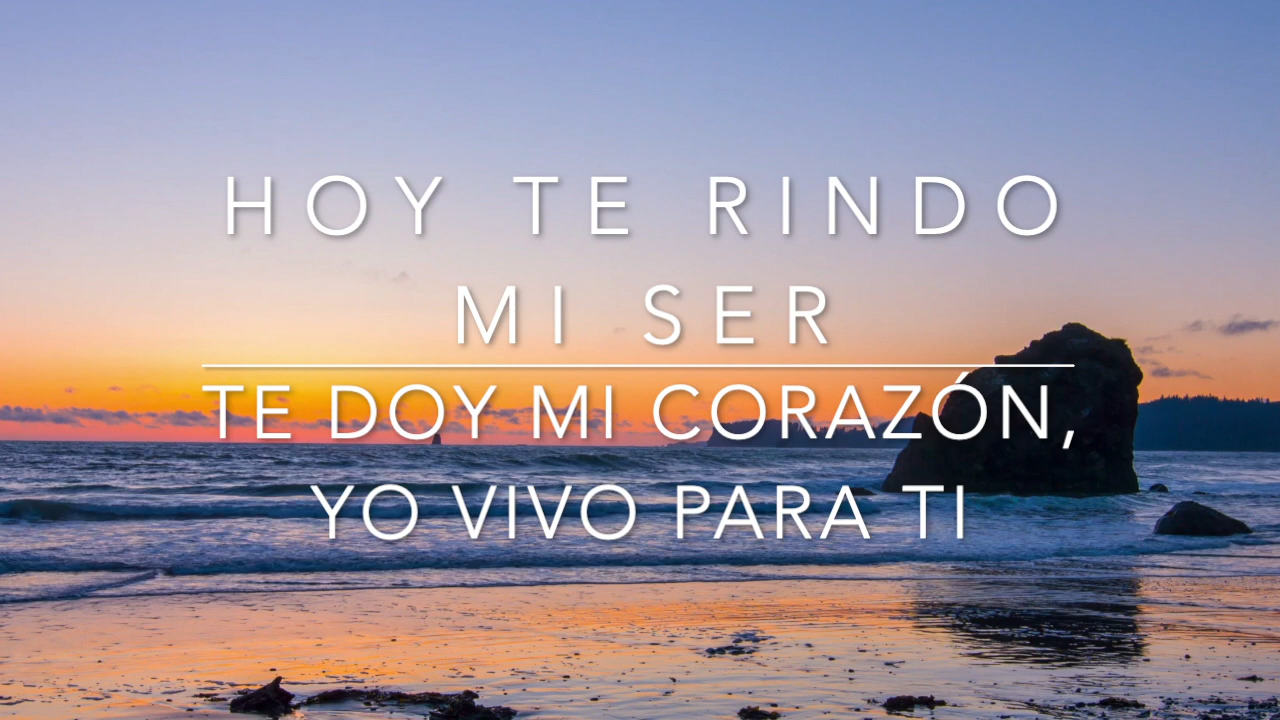 HOY TE RINDO
MI SER
TE DOY MI CORAZÓN,
YO VIVO PARA TI